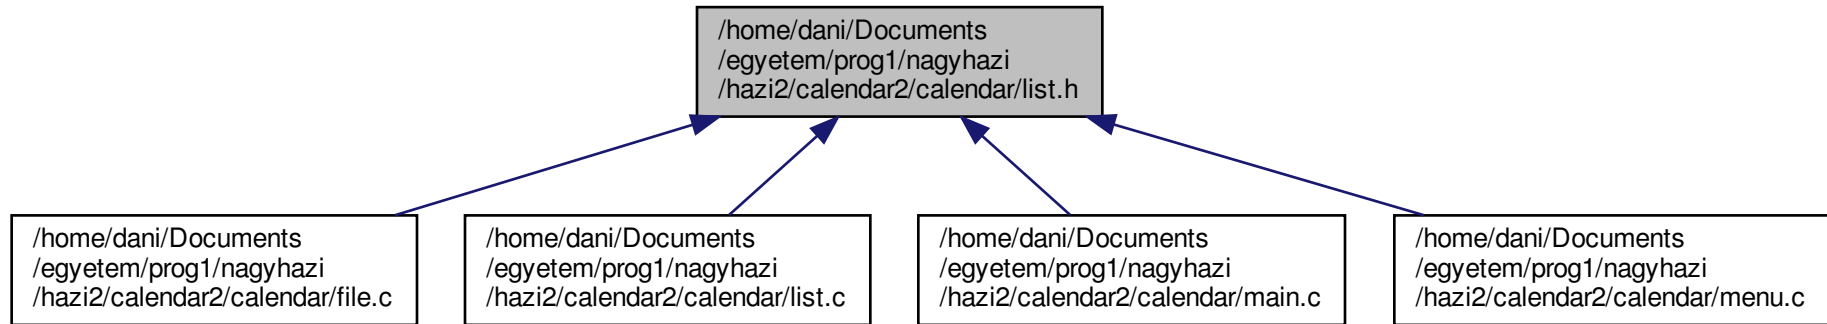 /home/dani/Documents
/egyetem/prog1/nagyhazi
/hazi2/calendar2/calendar/list.h
/home/dani/Documents
/egyetem/prog1/nagyhazi
/hazi2/calendar2/calendar/file.c
/home/dani/Documents
/egyetem/prog1/nagyhazi
/hazi2/calendar2/calendar/list.c
/home/dani/Documents
/egyetem/prog1/nagyhazi
/hazi2/calendar2/calendar/main.c
/home/dani/Documents
/egyetem/prog1/nagyhazi
/hazi2/calendar2/calendar/menu.c